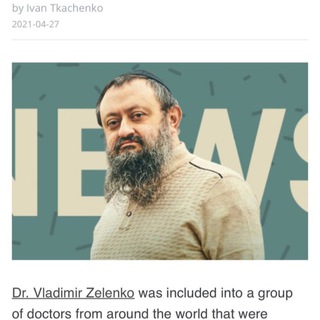 by Ivan Tkachenko
2021-04-27
NEWS
Dr. Vladimir Zelenko was included into a group
of doctors from around the world that were